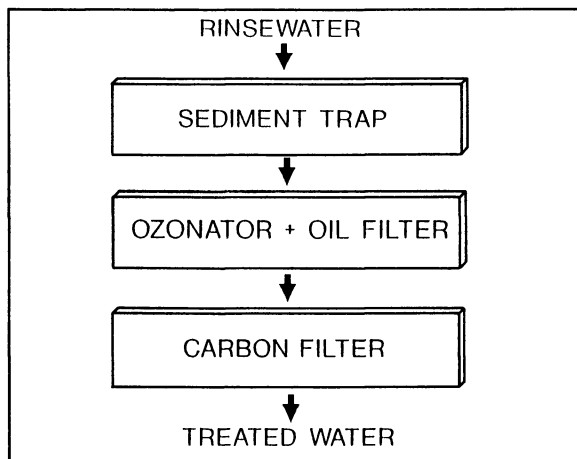 RINSEWATER
SEDIMENT TRAP
OZONATOR + OIL FILTER
CARBON FILTER
TREATED WATER